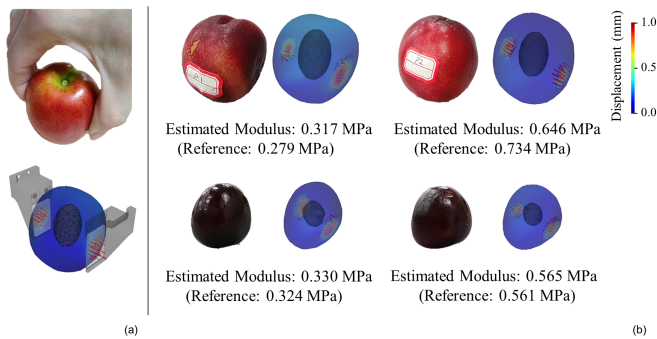 Estimated Modulus: 0.317 MPa
(Reference: 0.279 MPa)
Estimated Modulus: 0.646 MPa
(Reference: 0.734 MPa)
Displacement (mm)
1.0
0.0
Estimated Modulus: 0.330 MPa
(Reference: 0.324 MPa)
Estimated Modulus: 0.565 MPa
(Reference: 0.561 MPa)
(a)
(b)